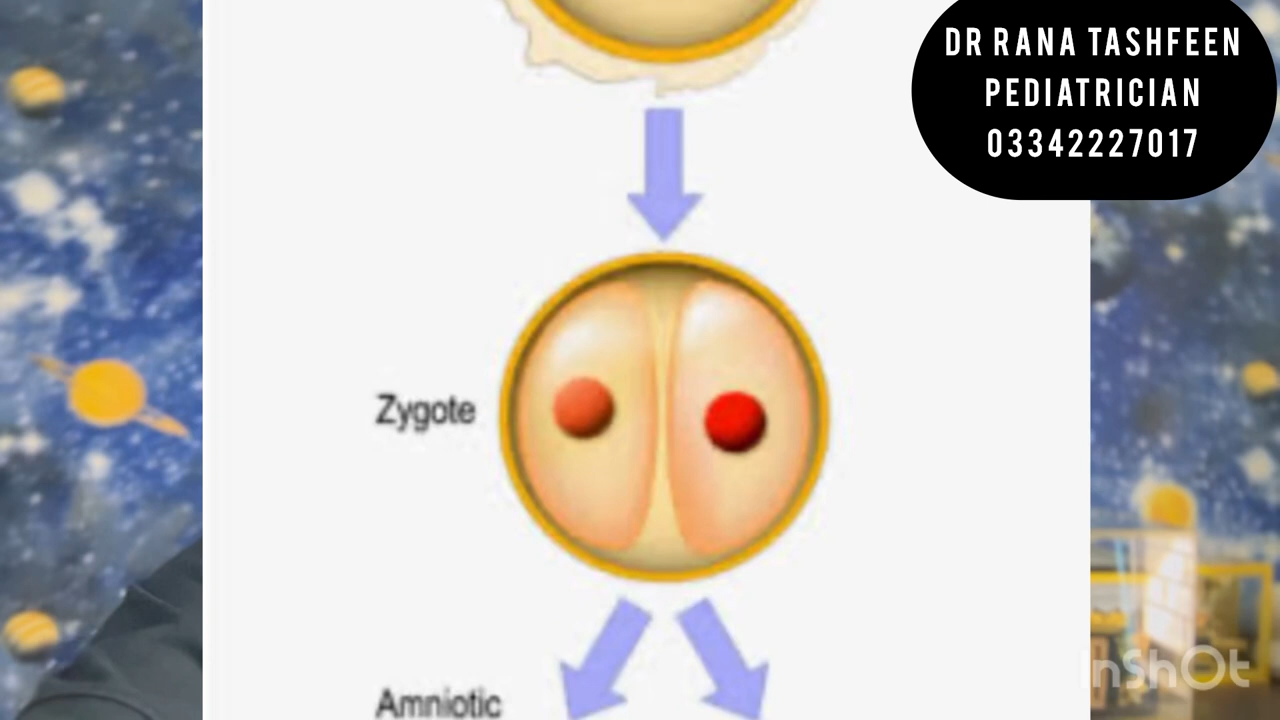 DR RANA TASHFEEN
PEDIATRICIAN
03342227017
Zygote
Amniotic
InShOt